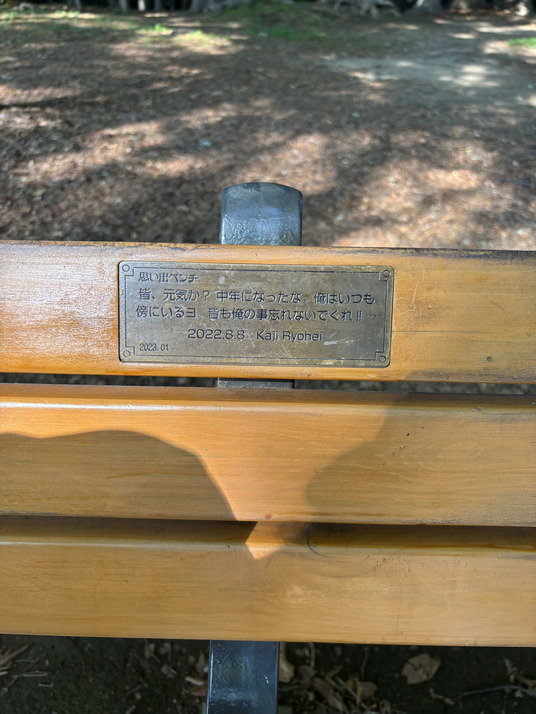 思い出ベンチ
皆、元気か？中年になったな。俺はいつも
傍にいるヨ　皆も俺の事忘れないでくれ!!
2022.8.8　Kaji Ryohei
2023.01